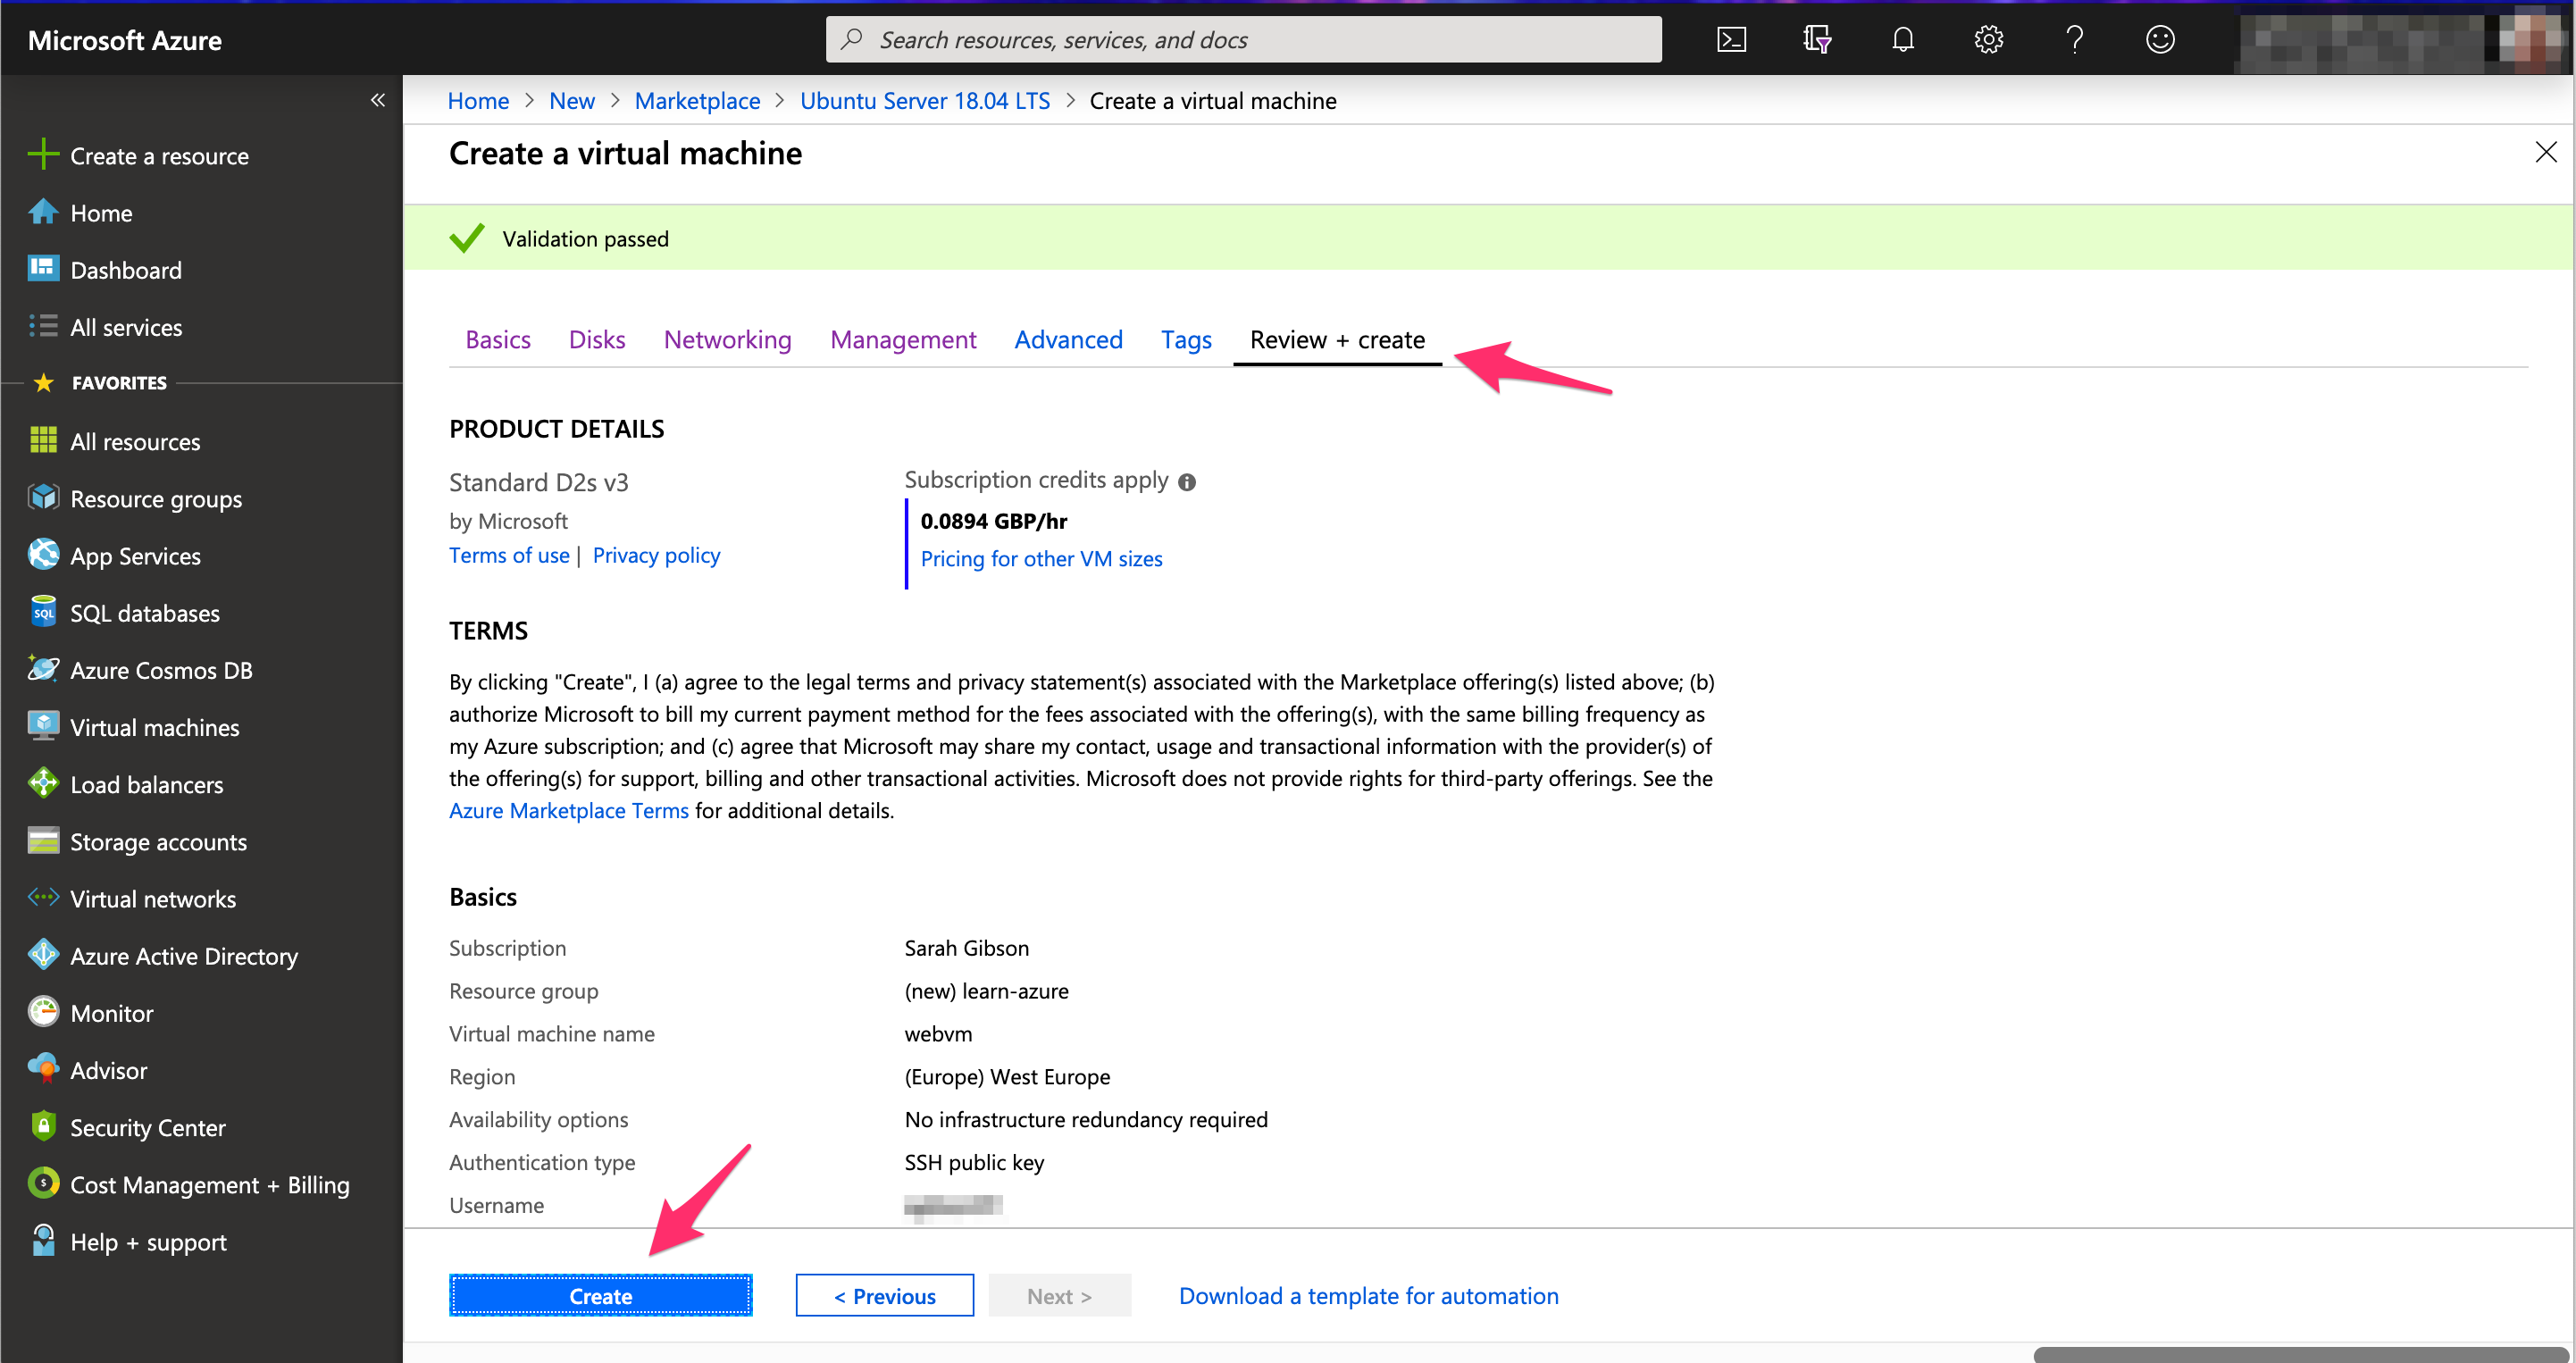 Microsoft Azure
Search resources, services, and docs
«
Home > New > Marketplace > Ubuntu Server 18.04 LTS > Create a virtual machine
Create a virtual machine
Validation passed
Basics Disks Networking Management Advanced Tags Review + create
PRODUCT DETAILS
Standard D2s v3
by Microsoft
Terms of use | Privacy policy
Subscription credits apply
0.0894 GBP/hr
Pricing for other VM sizes
TERMS
By clicking "Create", I (a) agree to the legal terms and privacy statement(s) associated with the Marketplace offering(s) listed above; (b)
authorize Microsoft to bill my current payment method for the fees associated with the offering(s), with the same billing frequency as
my Azure subscription; and (c) agree that Microsoft may share my contact, usage and transactional information with the provider(s) of
the offering(s) for support, billing and other transactional activities. Microsoft does not provide rights for third-party offerings. See the
Azure Marketplace Terms for additional details.
Basics
Subscription Sarah Gibson
Resource group (new) learn-azure
Virtual machine name webvm
Region (Europe) West Europe
Availability options No infrastructure redundancy required
Authentication type SSH public key
Username
Create < Previous Next > Download a template for automation
Create a resource
Home
Dashboard
All services
FAVORITES
All resources
Resource groups
App Services
SQL databases
Azure Cosmos DB
Virtual machines
Load balancers
Storage accounts
Virtual networks
Azure Active Directory
Monitor
Advisor
Security Center
Cost Management + Billing
Help + support